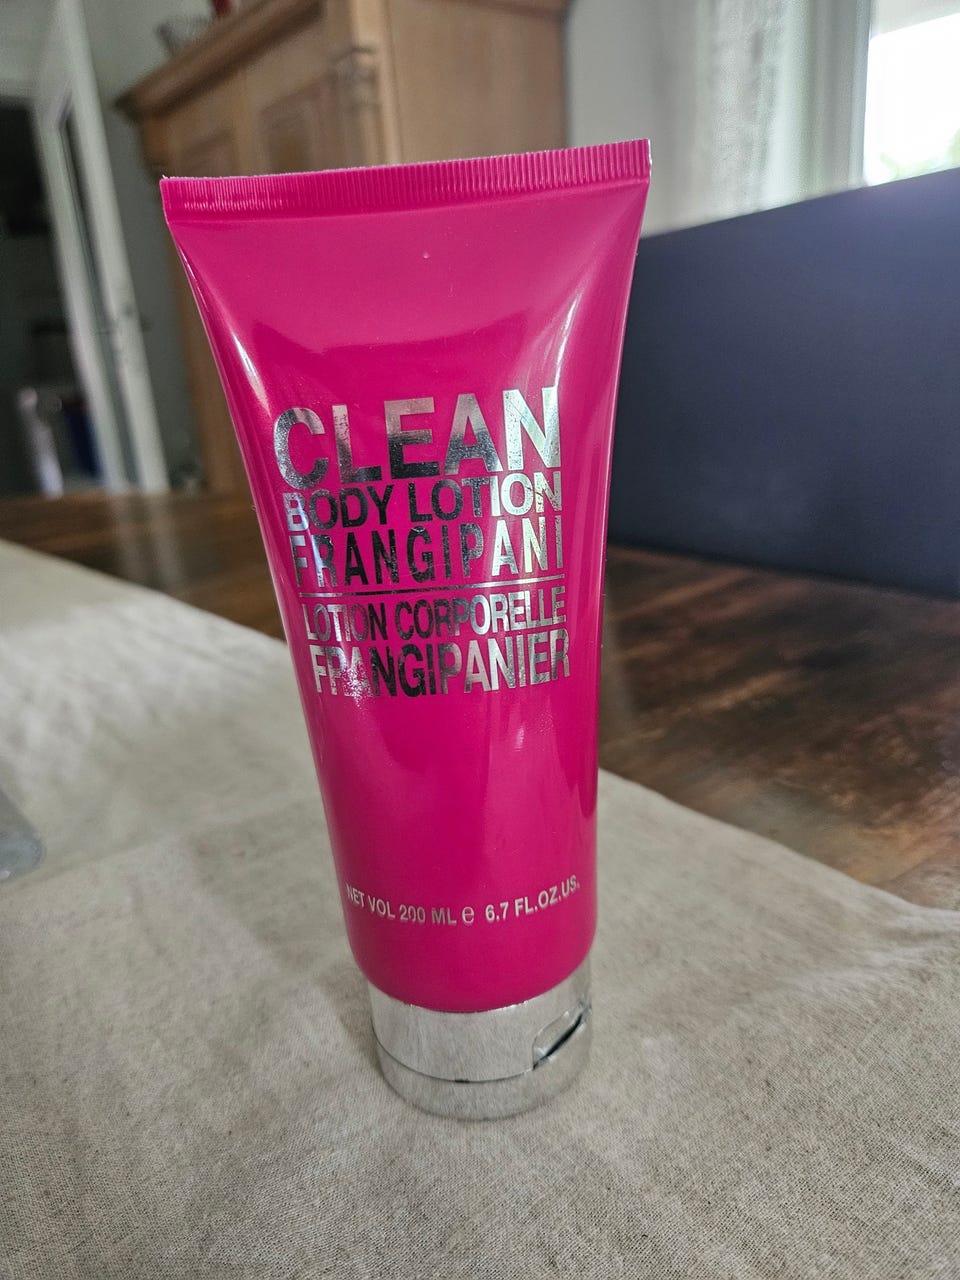 CLEAN
BODY LOTION
FRANGIPANI
LOTION CORPORELLE
FRANGIPANIER
NET VOL 200 ML ℮ 6.7 FL.OZ.US.